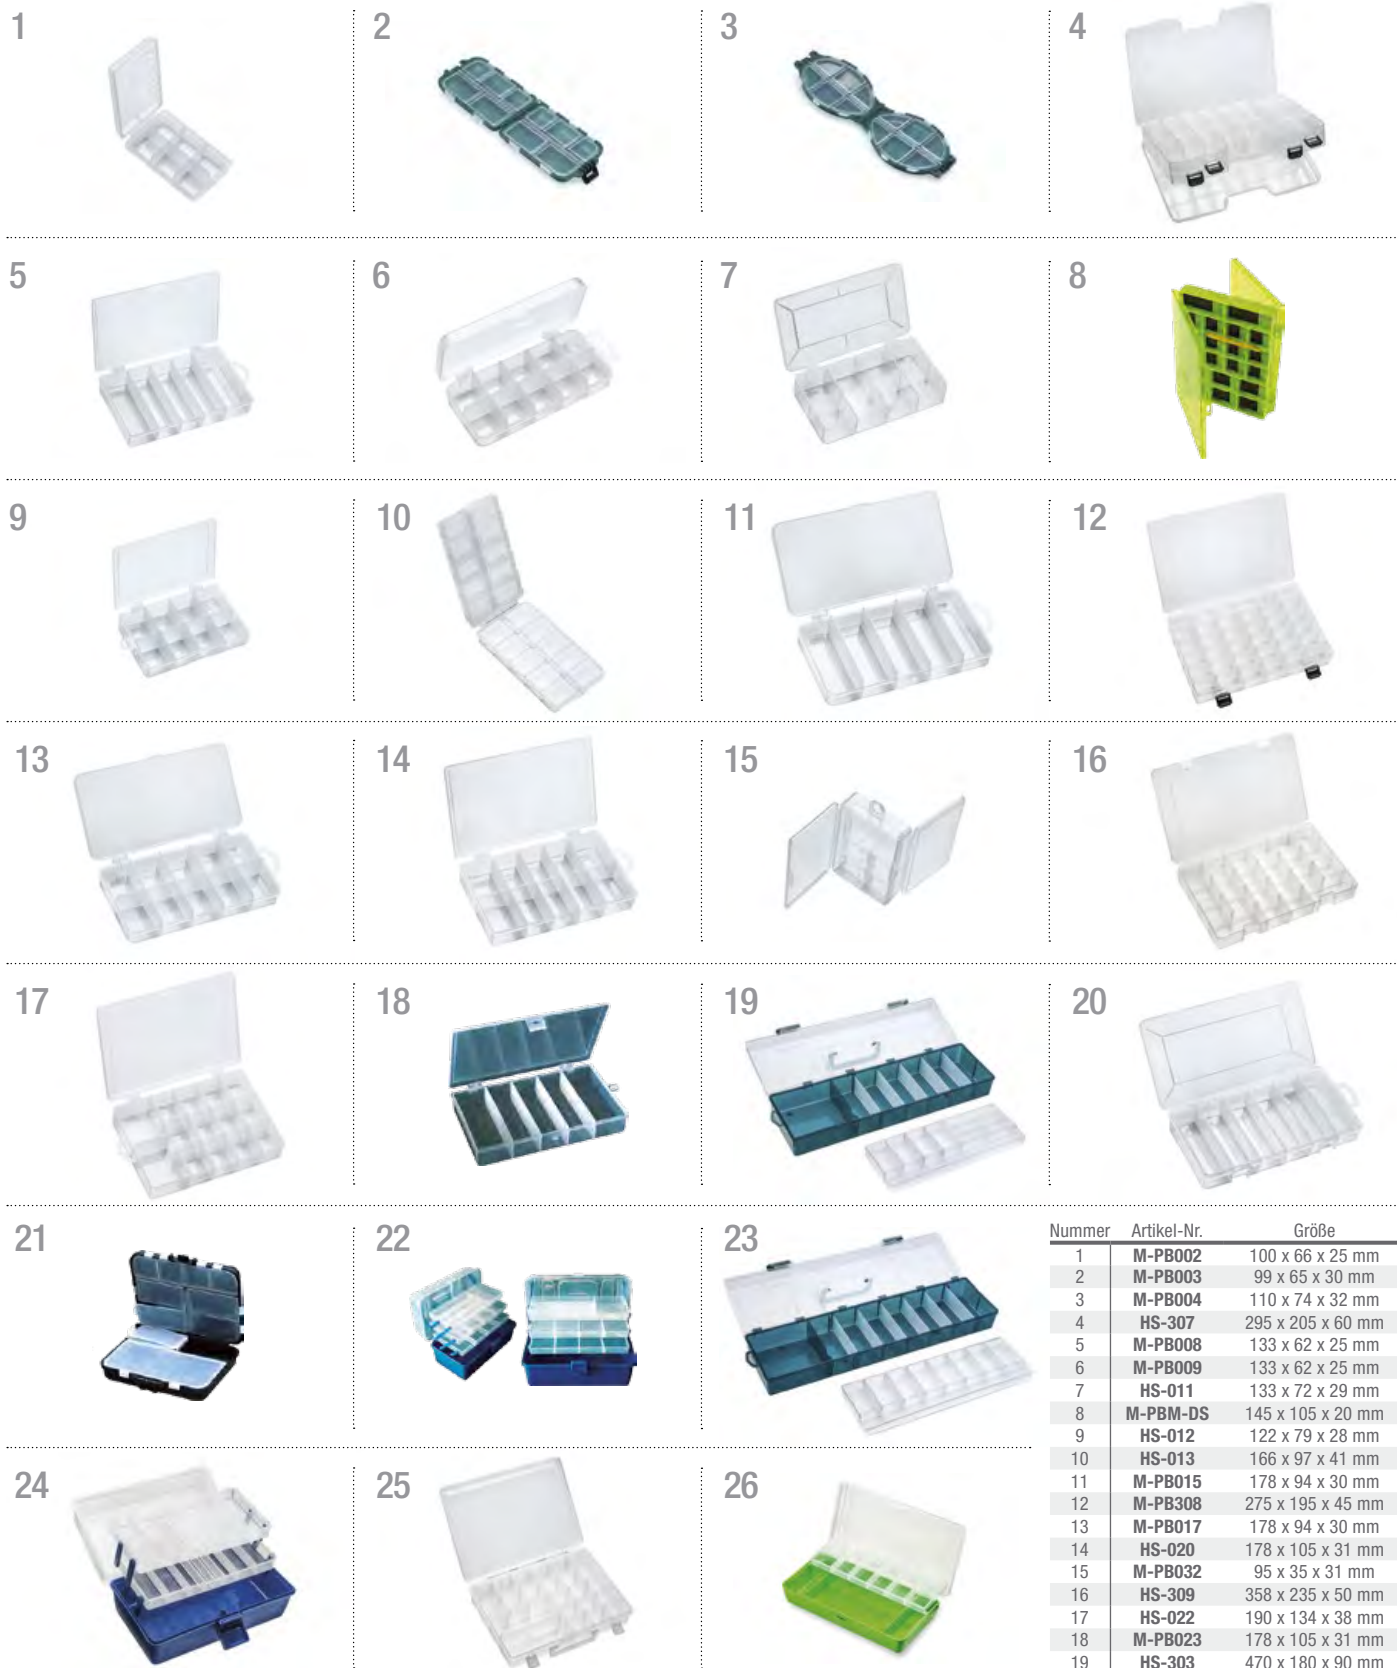 1
2
3
4
5
6
7
8
9
10
11
12
13
14
15
16
17
18
19
20
21
22
23
24
25
26
Nummer Artikel-Nr. Größe
1 M-PB002 100 x 66 x 25 mm
2 M-PB003 99 x 65 x 30 mm
3 M-PB004 110 x 74 x 32 mm
4 HS-307 295 x 205 x 60 mm
5 M-PB008 133 x 62 x 25 mm
6 M-PB009 133 x 62 x 25 mm
7 HS-011 133 x 72 x 29 mm
8 M-PBM-DS 145 x 105 x 20 mm
9 HS-012 122 x 79 x 28 mm
10 HS-013 166 x 97 x 41 mm
11 M-PB015 178 x 94 x 30 mm
12 M-PB308 275 x 195 x 45 mm
13 M-PB017 178 x 94 x 30 mm
14 HS-020 178 x 105 x 31 mm
15 M-PB032 95 x 35 x 31 mm
16 HS-309 358 x 235 x 50 mm
17 HS-022 190 x 134 x 38 mm
18 M-PB023 178 x 105 x 31 mm
19 HS-303 470 x 180 x 90 mm